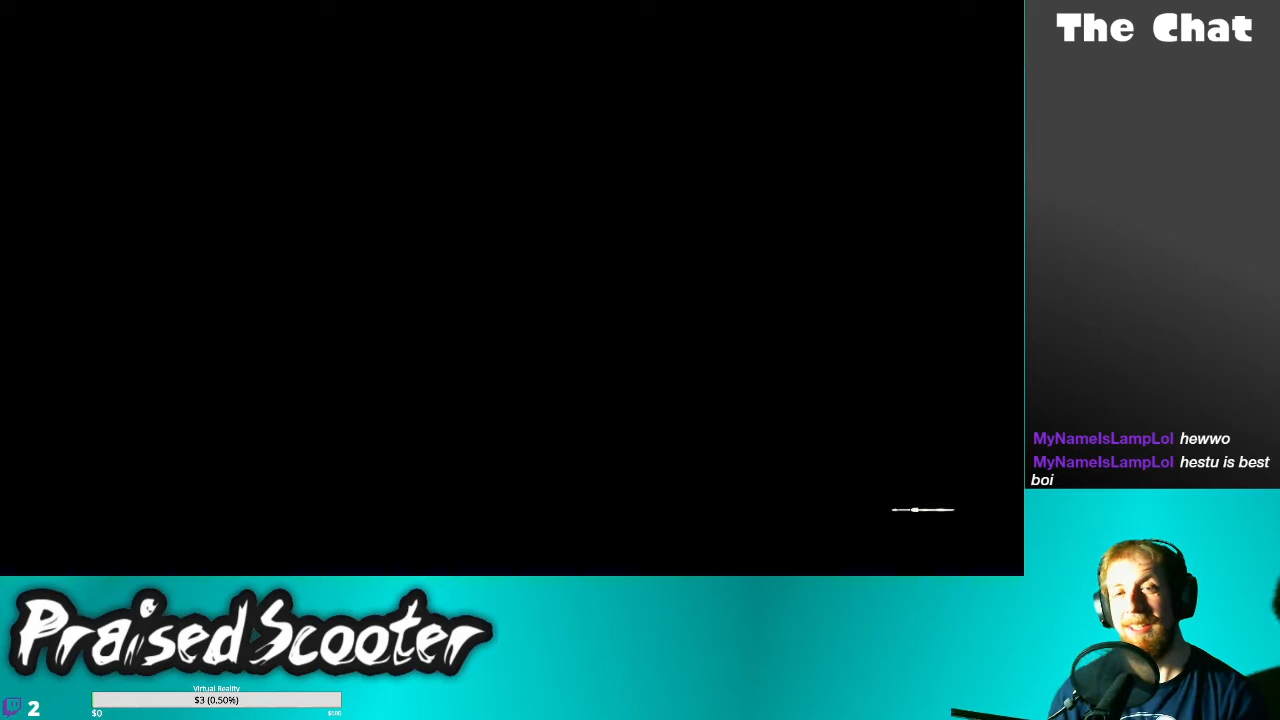 The Chat
MyNameIsLampLol hewwo
MyNameIsLampLol hestu is best
boi
PraisedScooter
Virtual Reality
$3 (0.50%)
2
$0